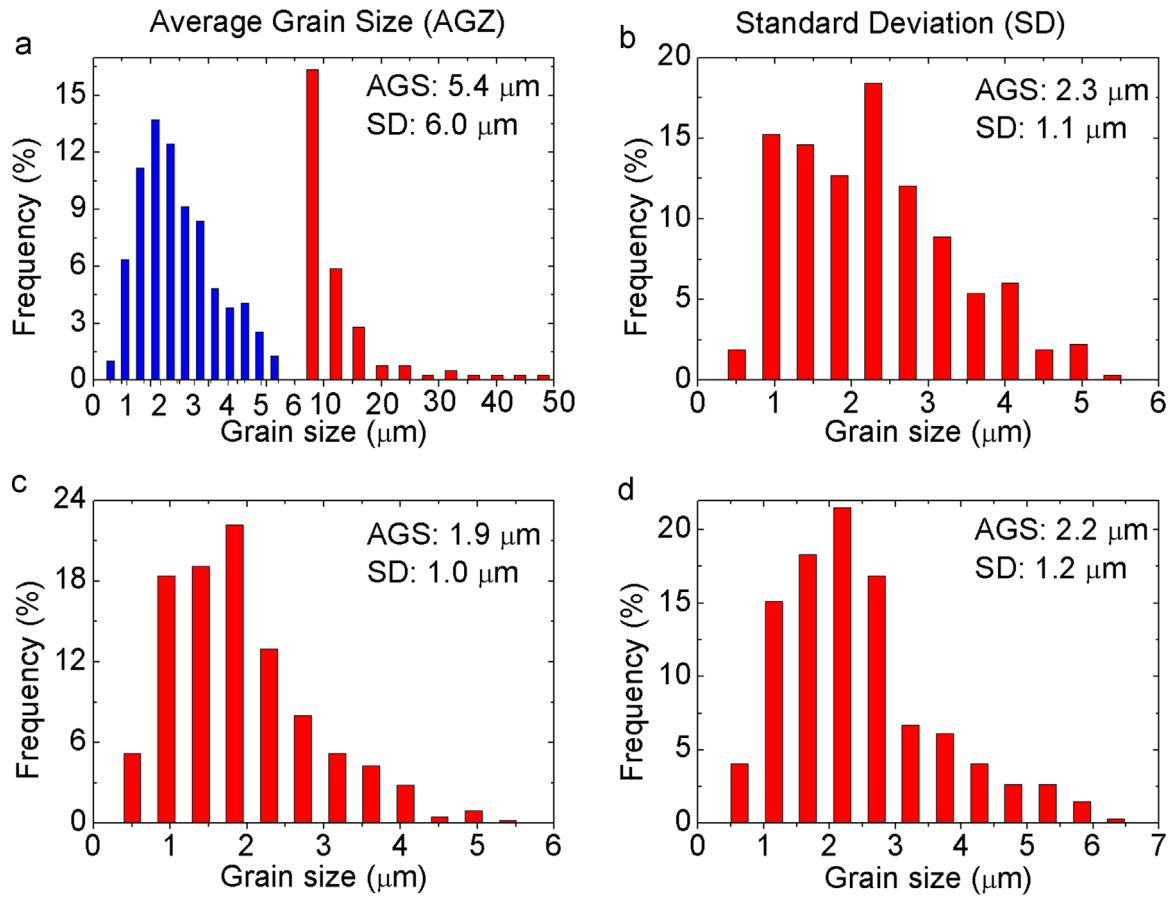 Average Grain Size (AGZ)
Standard Deviation (SD)
a
AGS: 5.4 μm
SD: 6.0 μm
Frequency (%)
15
12
9
6
3
0
0 1 2 3 4 5 6 10 20 30 40 50
Grain size (μm)
b
AGS: 2.3 μm
SD: 1.1 μm
Frequency (%)
20
15
10
5
0
0 1 2 3 4 5 6
Grain size (μm)
c
AGS: 1.9 μm
SD: 1.0 μm
Frequency (%)
24
18
12
6
0
0 1 2 3 4 5 6
Grain size (μm)
d
AGS: 2.2 μm
SD: 1.2 μm
Frequency (%)
20
15
10
5
0
0 1 2 3 4 5 6 7
Grain size (μm)